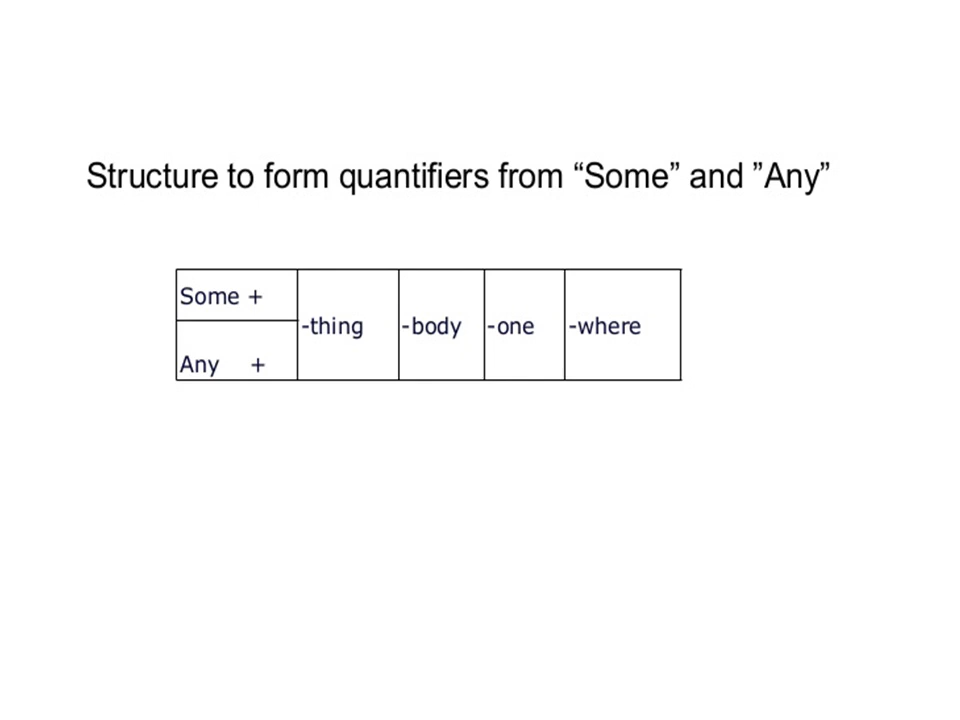 Structure to form quantifiers from “Some” and ”Any”
Some +
-thing -body -one -where
Any +